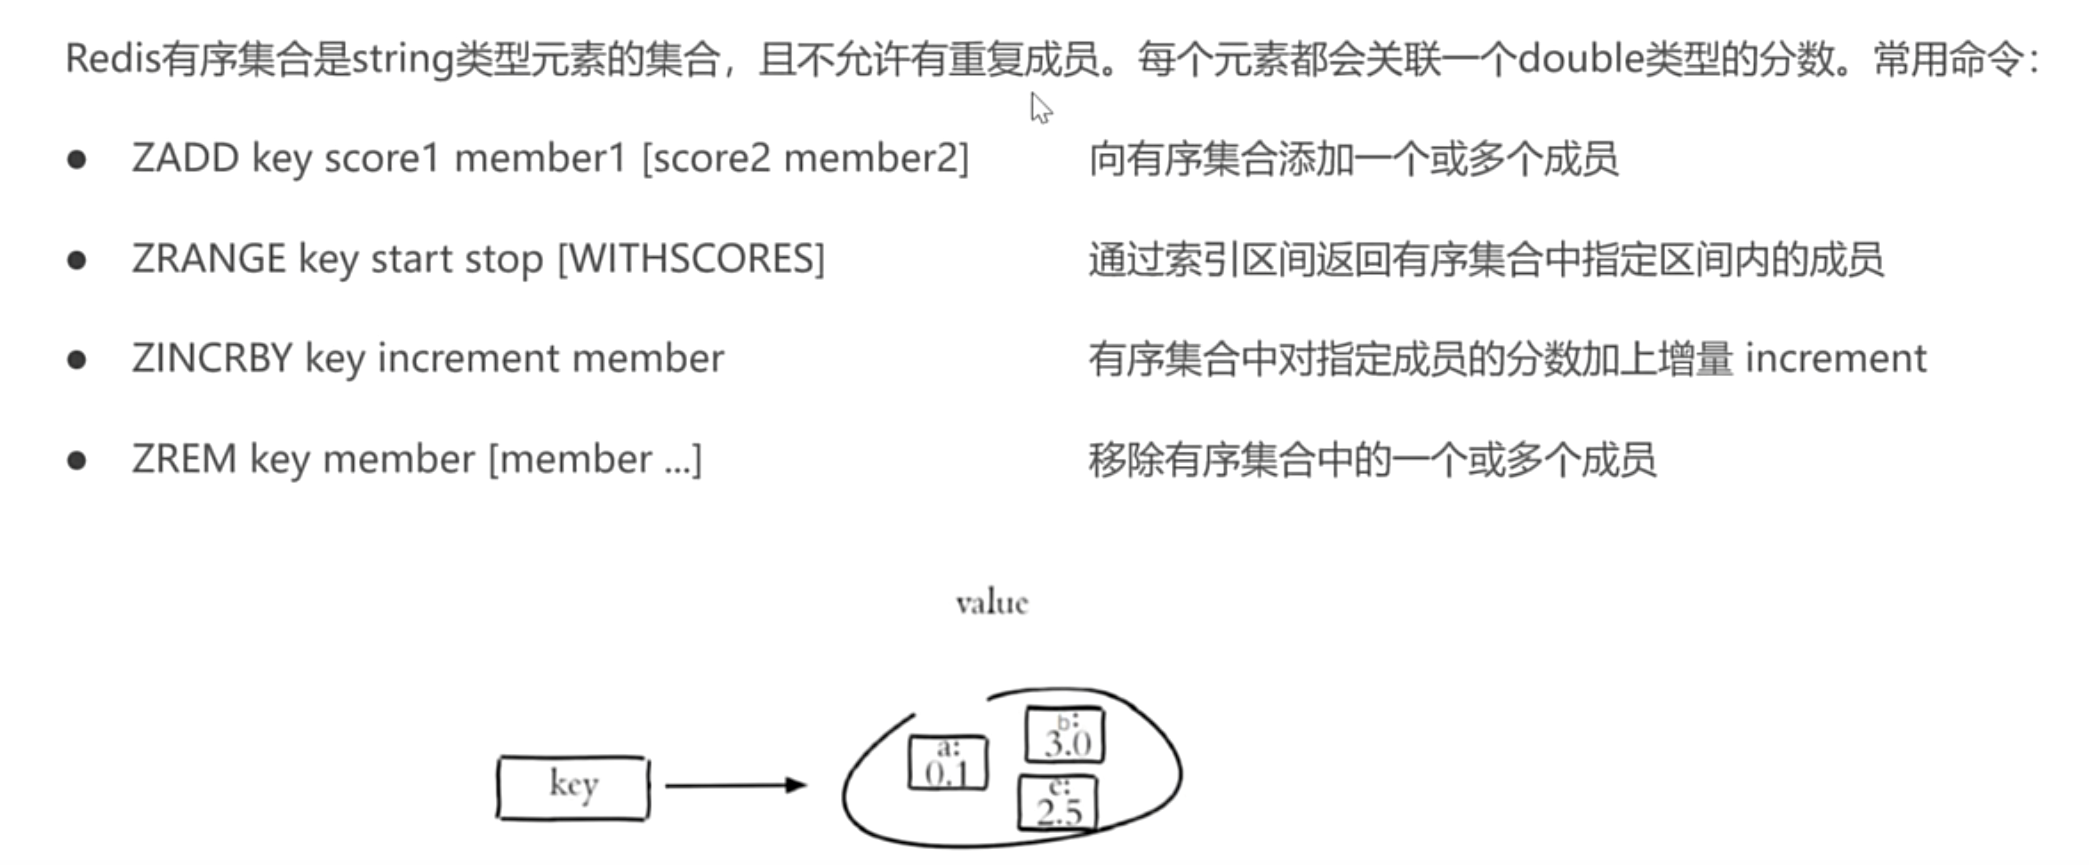 Redis有序集合是string类型元素的集合，且不允许有重复成员。每个元素都会关联一个double类型的分数。常用命令：
● ZADD key score1 member1 [score2 member2] 向有序集合添加一个或多个成员
● ZRANGE key start stop [WITHSCORES] 通过索引区间返回有序集合中指定区间内的成员
● ZINCRBY key increment member 有序集合中对指定成员的分数加上增量 increment
● ZREM key member [member ...] 移除有序集合中的一个或多个成员
value
key
a:
0.1
b:
3.0
c:
2.5